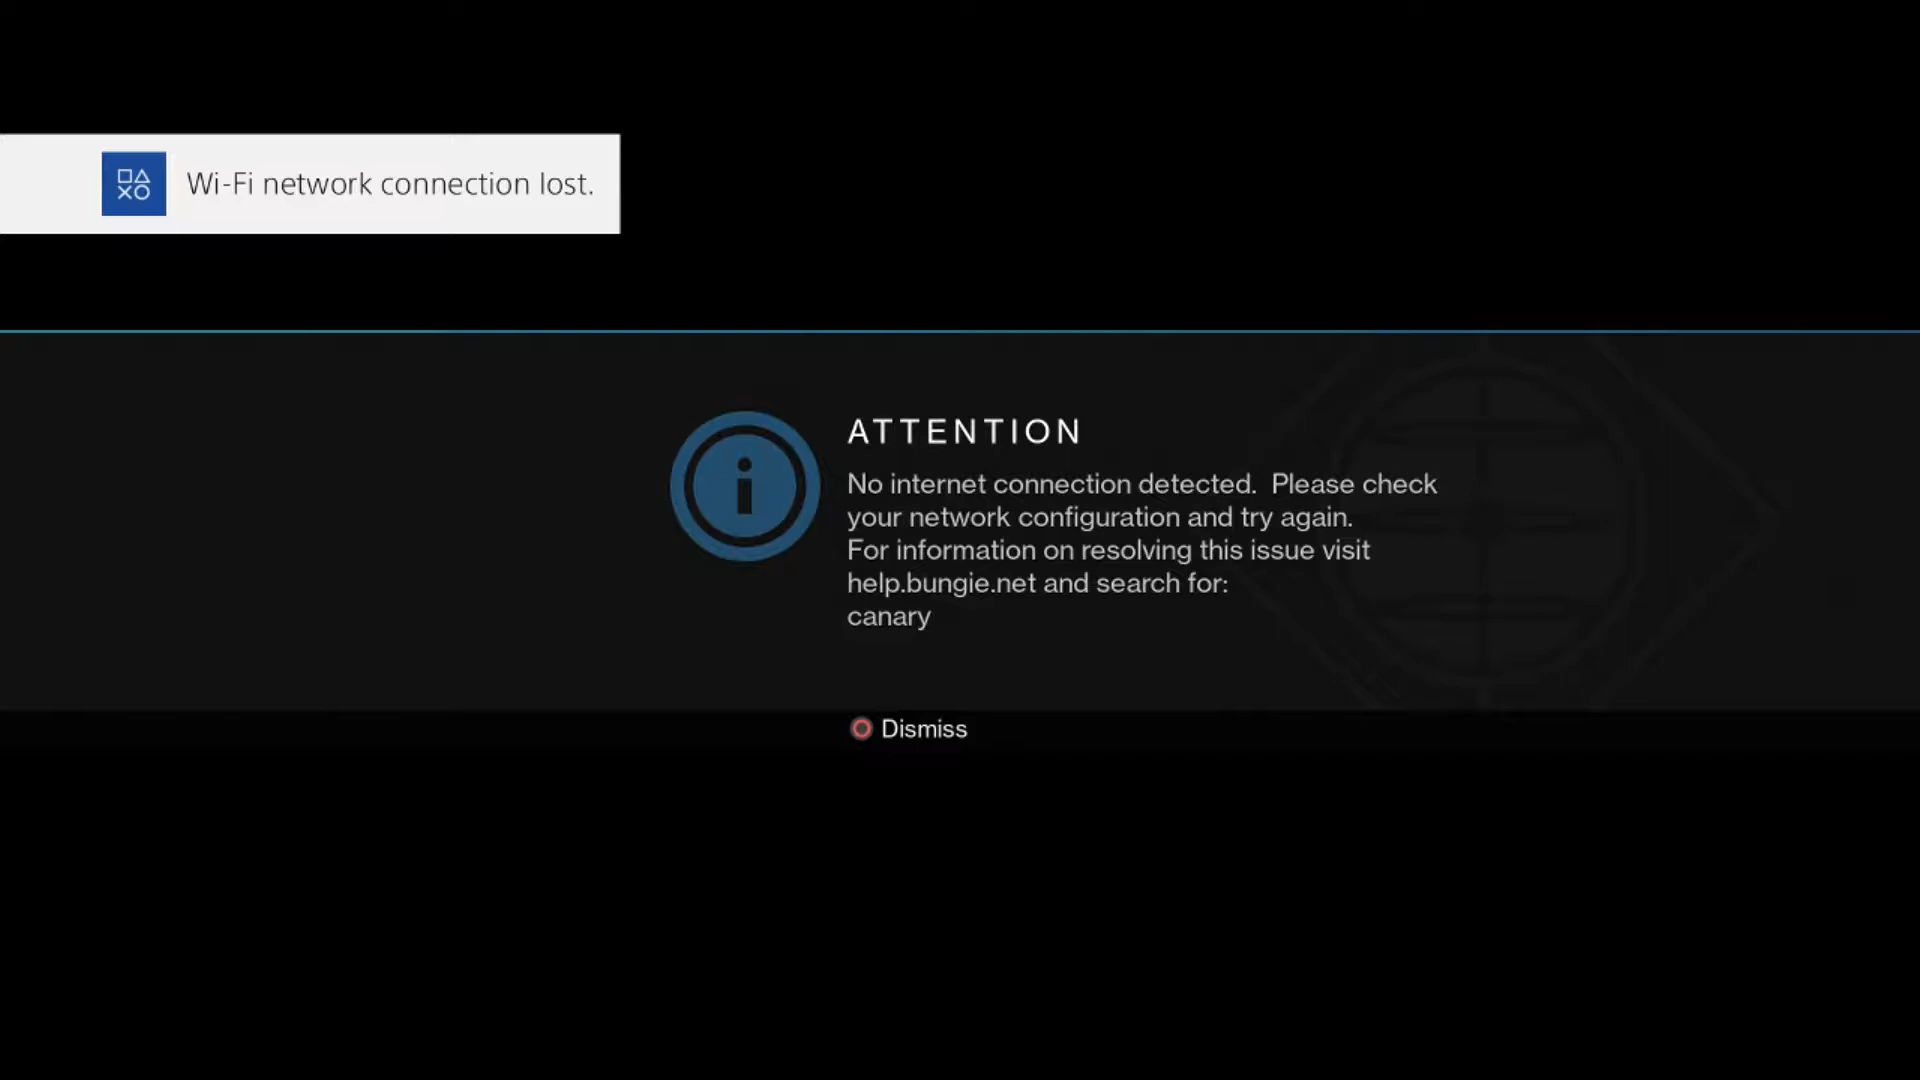 Wi-Fi network connection lost.
ATTENTION
No internet connection detected.  Please check
your network configuration and try again.
For information on resolving this issue visit
help.bungie.net and search for:
canary
Dismiss